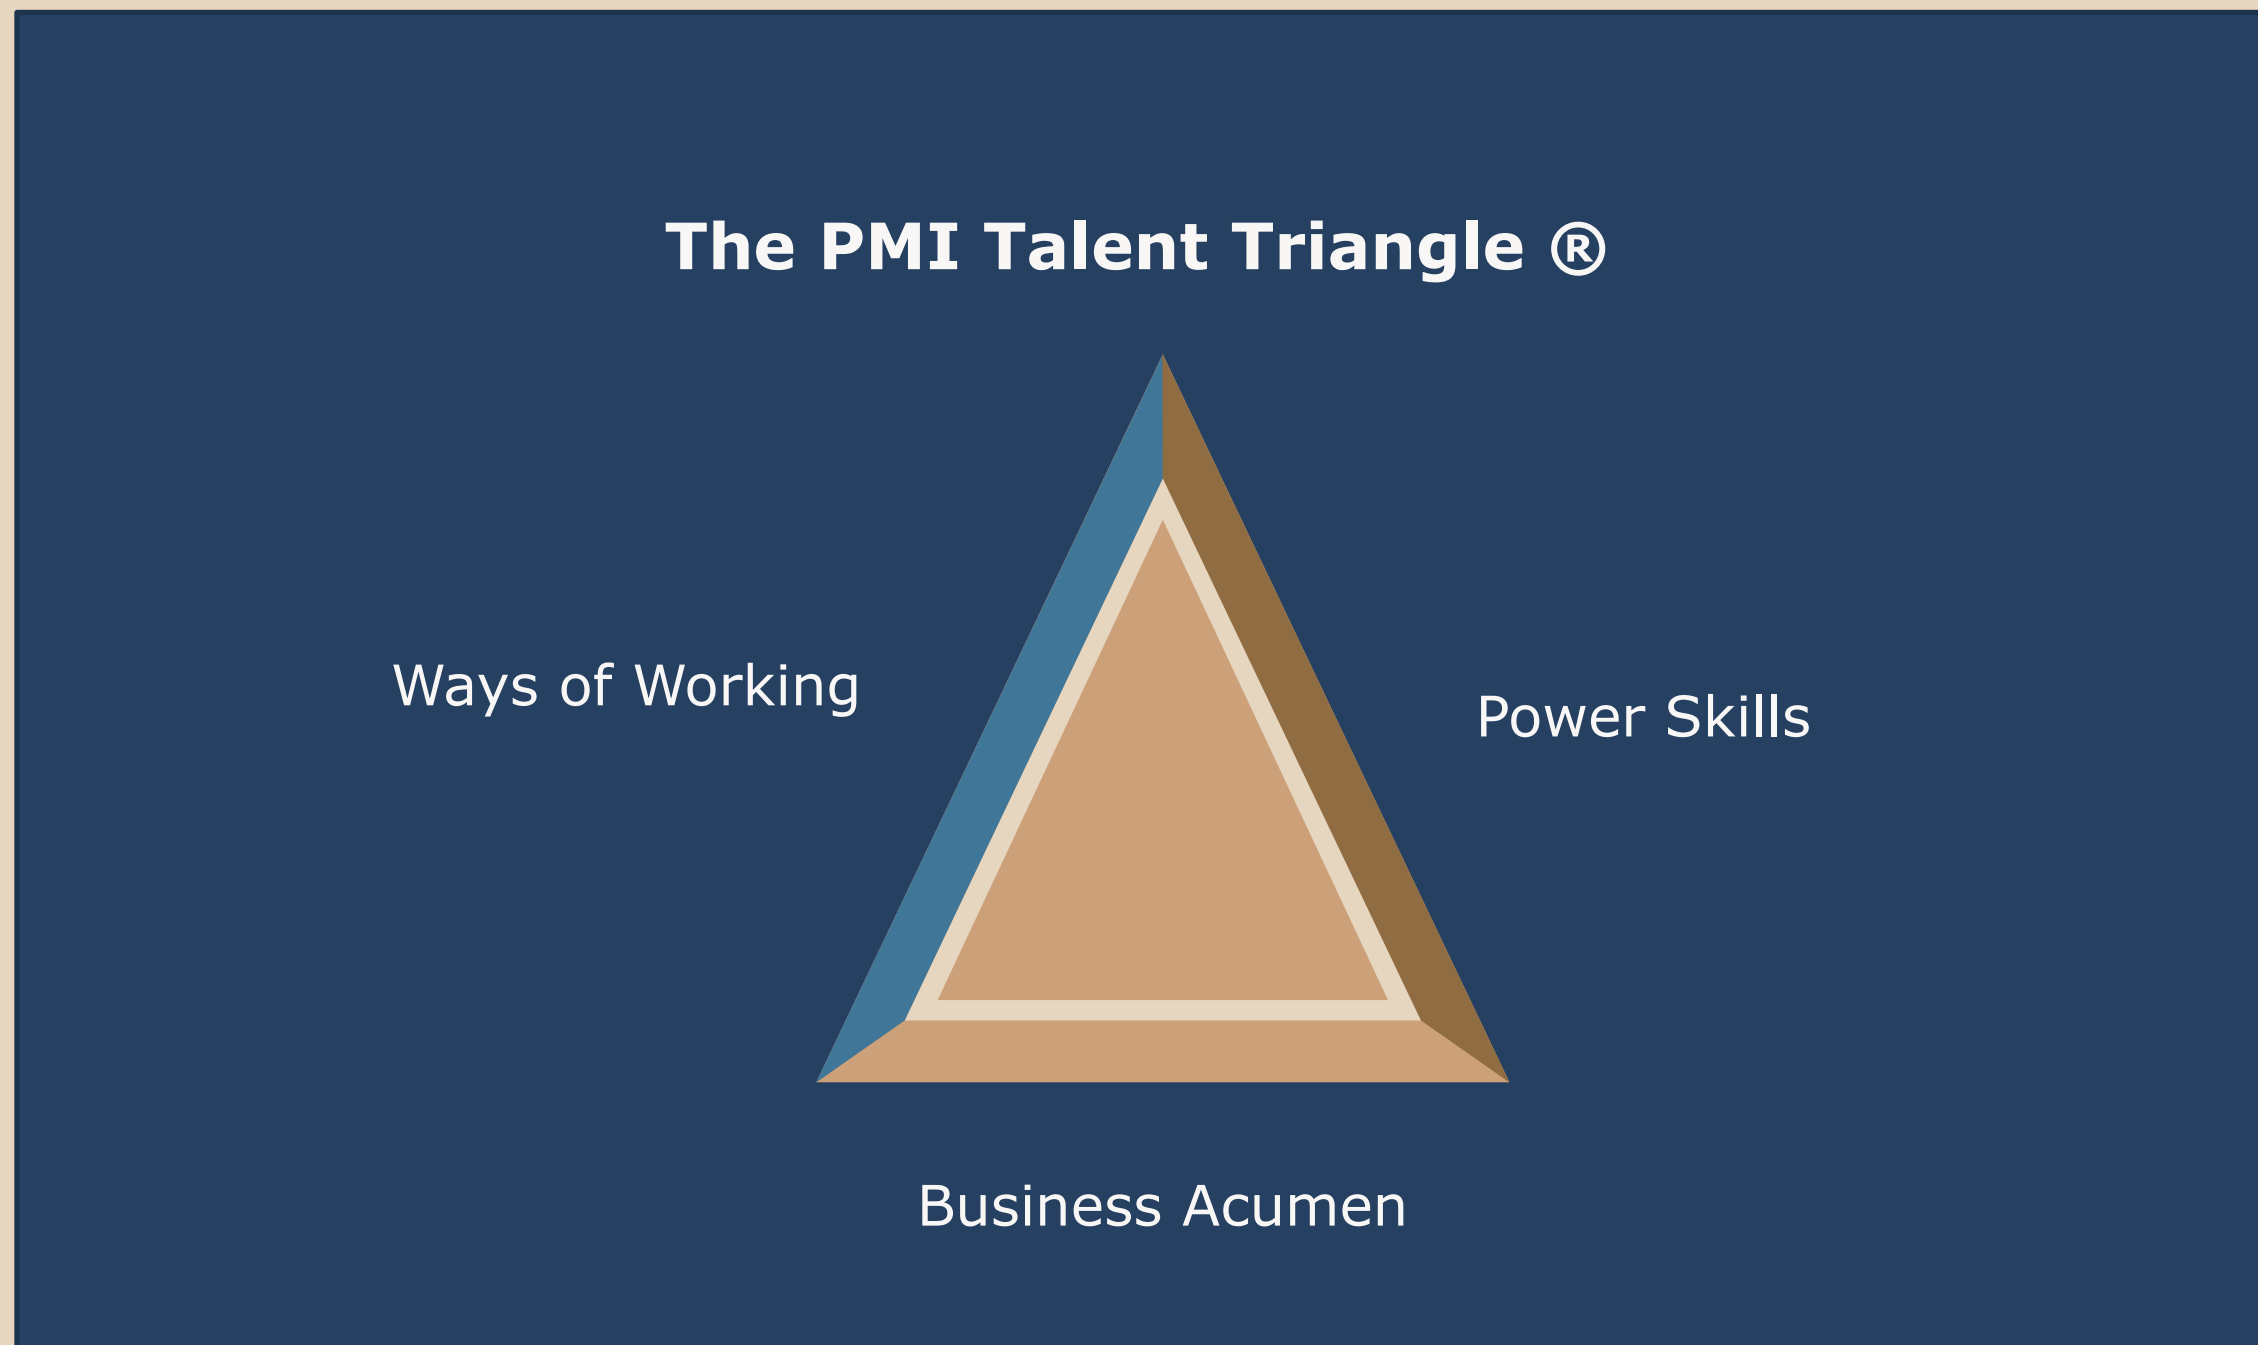 The PMI Talent Triangle ®
Ways of Working
Power Skills
Business Acumen